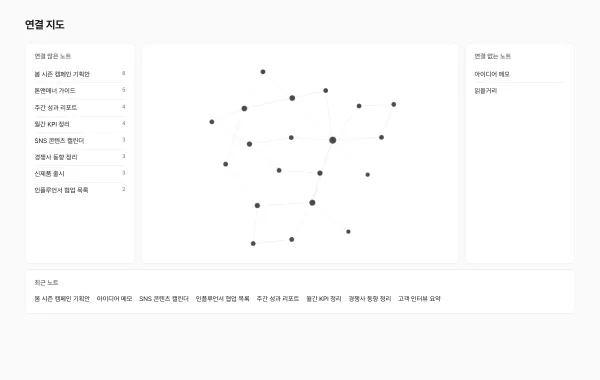 연결 지도
연결 많은 노트
봄 시즌 캠페인 기획안 6
톤앤매너 가이드 5
주간 성과 리포트 4
월간 KPI 정리 4
SNS 콘텐츠 캘린더 3
경쟁사 동향 정리 3
신제품 출시 3
인플루언서 협업 목록 2
연결 없는 노트
아이디어 메모
읽을거리
최근 노트
봄 시즌 캠페인 기획안 아이디어 메모 SNS 콘텐츠 캘린더 인플루언서 협업 목록 주간 성과 리포트 월간 KPI 정리 경쟁사 동향 정리 고객 인터뷰 요약